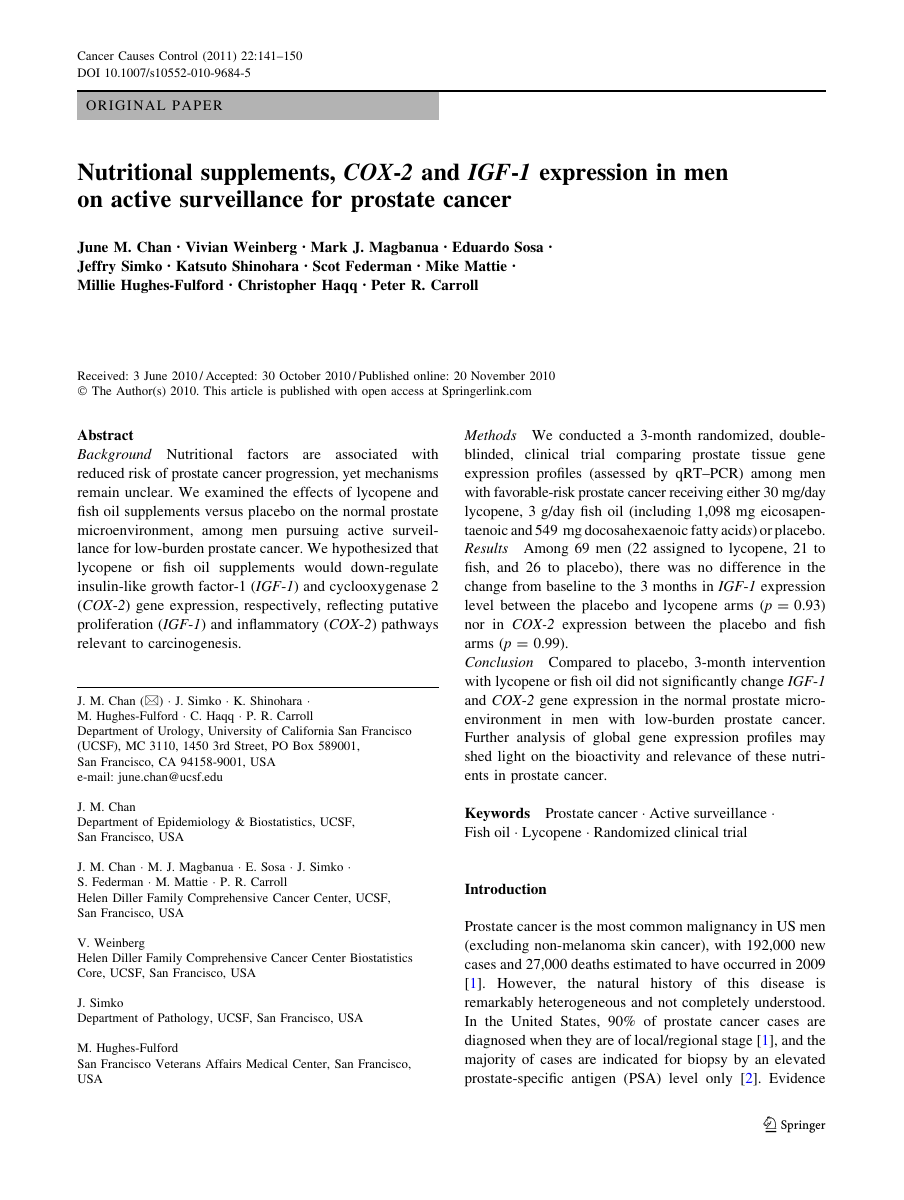 Cancer Causes Control (2011) 22:141–150
DOI 10.1007/s10552-010-9684-5
ORIGINAL PAPER
Nutritional supplements, COX-2 and IGF-1 expression in men
on active surveillance for prostate cancer
June M. Chan · Vivian Weinberg · Mark J. Magbanua · Eduardo Sosa ·
Jeffry Simko · Katsuto Shinohara · Scot Federman · Mike Mattie ·
Millie Hughes-Fulford · Christopher Haqq · Peter R. Carroll
Received: 3 June 2010 / Accepted: 30 October 2010 / Published online: 20 November 2010
© The Author(s) 2010. This article is published with open access at Springerlink.com
Abstract
Background Nutritional factors are associated with
reduced risk of prostate cancer progression, yet mechanisms
remain unclear. We examined the effects of lycopene and
fish oil supplements versus placebo on the normal prostate
microenvironment, among men pursuing active surveil-
lance for low-burden prostate cancer. We hypothesized that
lycopene or fish oil supplements would down-regulate
insulin-like growth factor-1 (IGF-1) and cyclooxygenase 2
(COX-2) gene expression, respectively, reflecting putative
proliferation (IGF-1) and inflammatory (COX-2) pathways
relevant to carcinogenesis.
J. M. Chan (✉) · J. Simko · K. Shinohara ·
M. Hughes-Fulford · C. Haqq · P. R. Carroll
Department of Urology, University of California San Francisco
(UCSF), MC 3110, 1450 3rd Street, PO Box 589001,
San Francisco, CA 94158-9001, USA
e-mail: june.chan@ucsf.edu
J. M. Chan
Department of Epidemiology & Biostatistics, UCSF,
San Francisco, USA
J. M. Chan · M. J. Magbanua · E. Sosa · J. Simko ·
S. Federman · M. Mattie · P. R. Carroll
Helen Diller Family Comprehensive Cancer Center, UCSF,
San Francisco, USA
V. Weinberg
Helen Diller Family Comprehensive Cancer Center Biostatistics
Core, UCSF, San Francisco, USA
J. Simko
Department of Pathology, UCSF, San Francisco, USA
M. Hughes-Fulford
San Francisco Veterans Affairs Medical Center, San Francisco,
USA
Methods We conducted a 3-month randomized, double-
blinded, clinical trial comparing prostate tissue gene
expression profiles (assessed by qRT–PCR) among men
with favorable-risk prostate cancer receiving either 30 mg/day
lycopene, 3 g/day fish oil (including 1,098 mg eicosapen-
taenoic and 549 mg docosahexaenoic fatty acids) or placebo.
Results Among 69 men (22 assigned to lycopene, 21 to
fish, and 26 to placebo), there was no difference in the
change from baseline to the 3 months in IGF-1 expression
level between the placebo and lycopene arms (p = 0.93)
nor in COX-2 expression between the placebo and fish
arms (p = 0.99).
Conclusion Compared to placebo, 3-month intervention
with lycopene or fish oil did not significantly change IGF-1
and COX-2 gene expression in the normal prostate micro-
environment in men with low-burden prostate cancer.
Further analysis of global gene expression profiles may
shed light on the bioactivity and relevance of these nutri-
ents in prostate cancer.
Keywords Prostate cancer · Active surveillance ·
Fish oil · Lycopene · Randomized clinical trial
Introduction
Prostate cancer is the most common malignancy in US men
(excluding non-melanoma skin cancer), with 192,000 new
cases and 27,000 deaths estimated to have occurred in 2009
[1]. However, the natural history of this disease is
remarkably heterogeneous and not completely understood.
In the United States, 90% of prostate cancer cases are
diagnosed when they are of local/regional stage [1], and the
majority of cases are indicated for biopsy by an elevated
prostate-specific antigen (PSA) level only [2]. Evidence
Springer